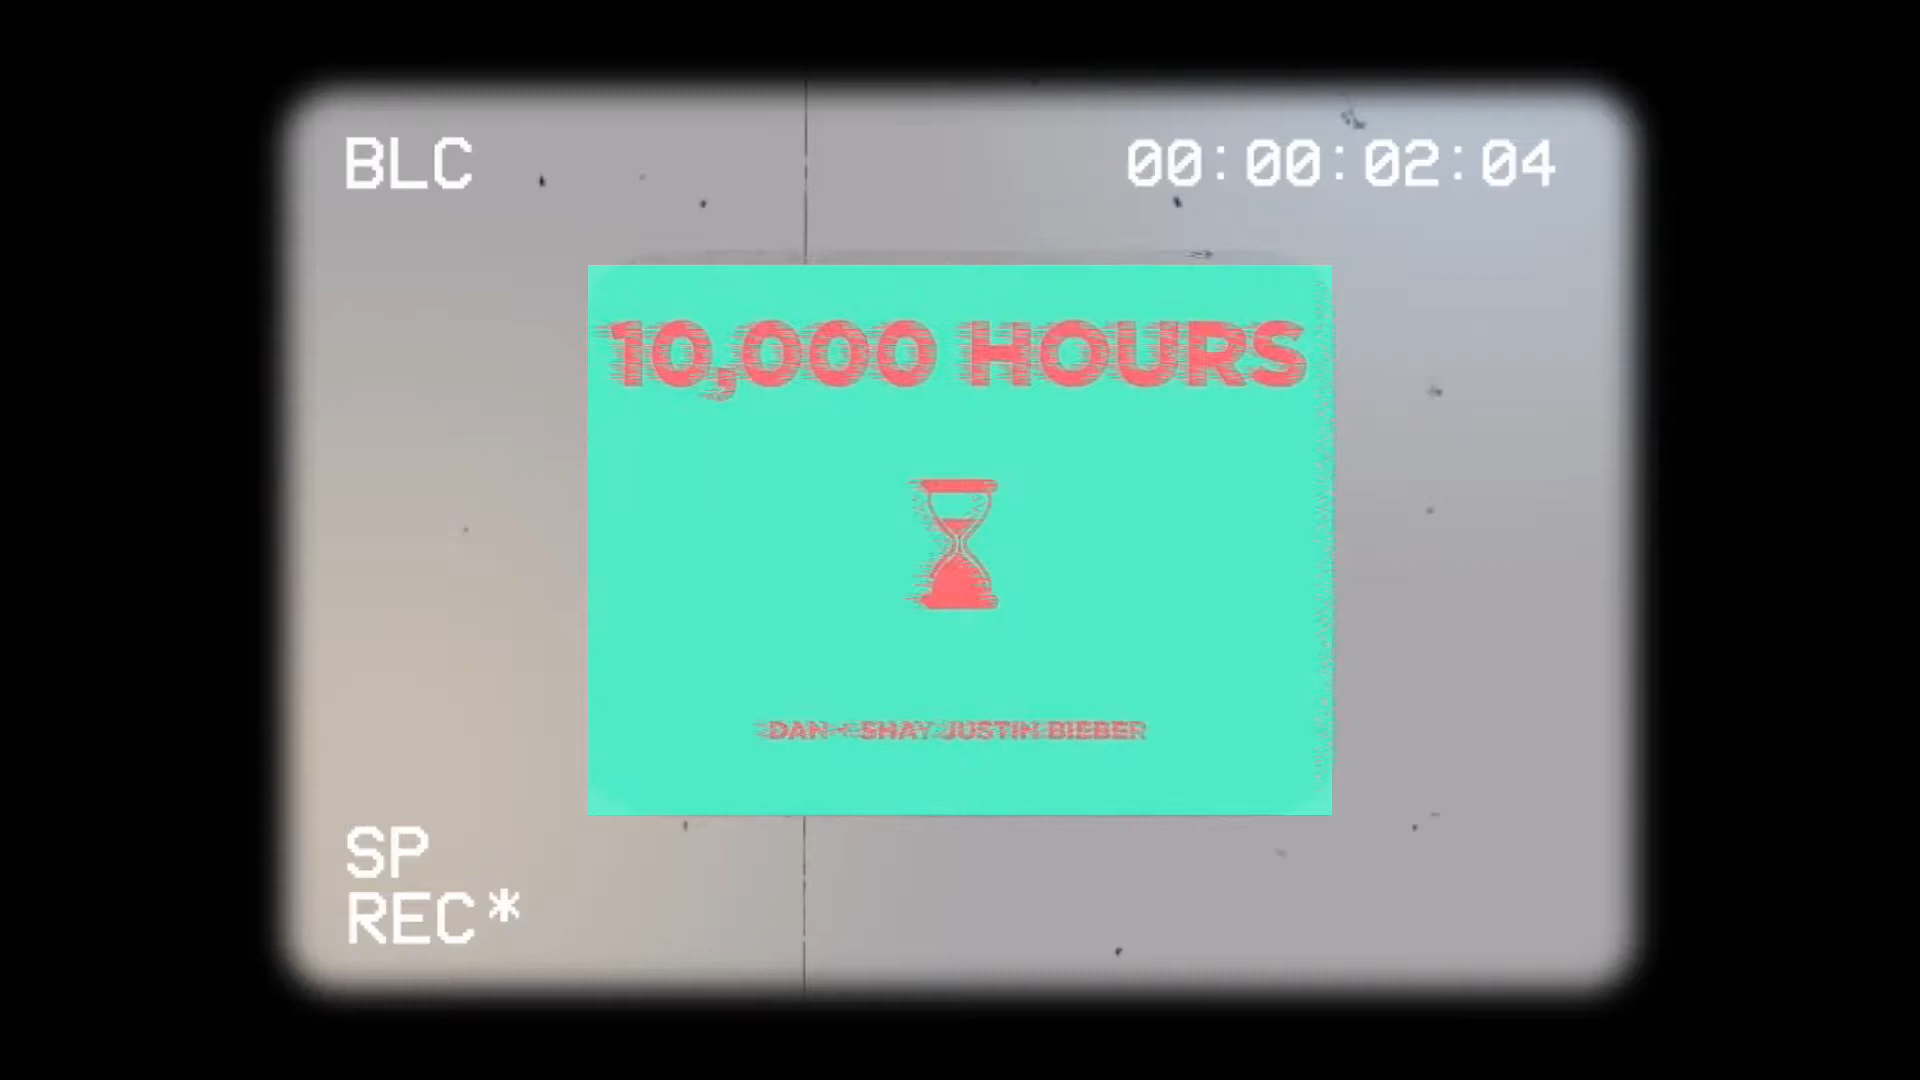 BLC
00:00:02:04
10,000 HOURS
DAN + SHAY JUSTIN BIEBER
SP
REC*